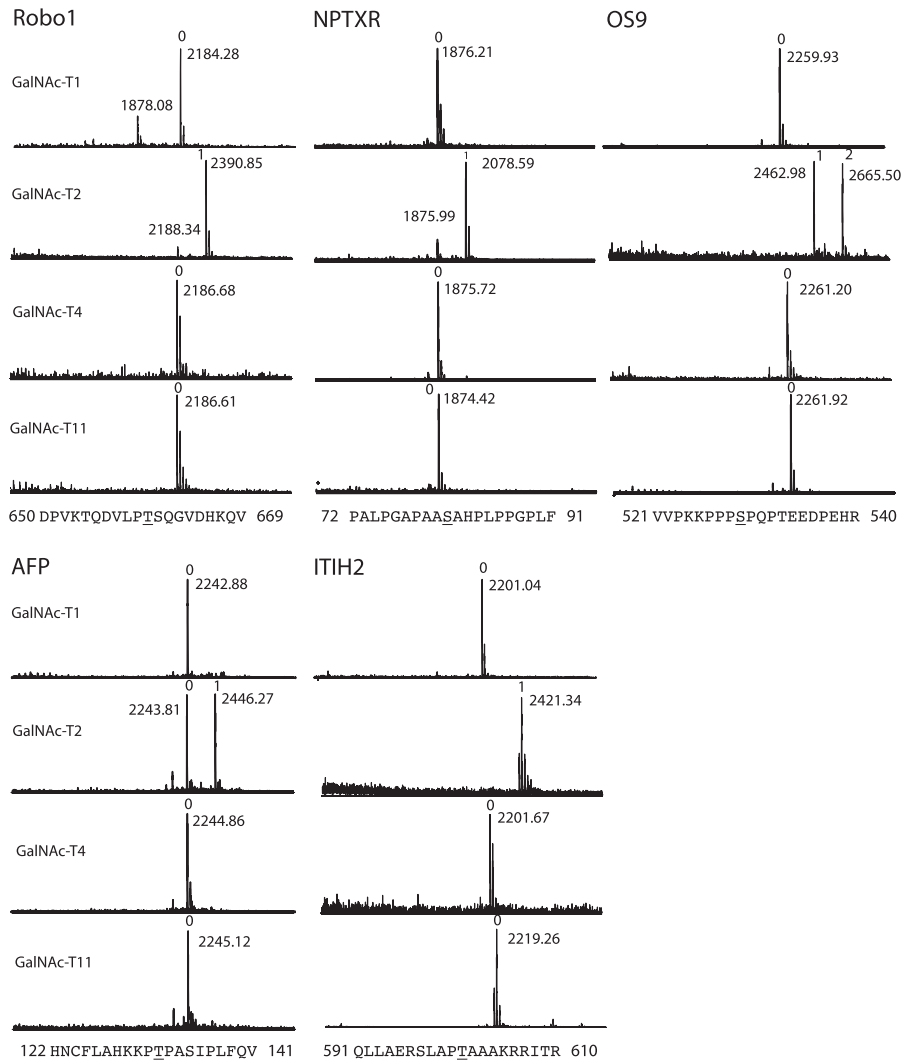 Robo1
GalNAc-T1
0
2184.28
1878.08
GalNAc-T2
1
2390.85
2188.34
GalNAc-T4
0
2186.68
GalNAc-T11
0
2186.61
650 DPVKTQDVLPTSQGVDHKQV 669
NPTXR
0
1876.21
1
2078.59
1875.99
0
1875.72
0
1874.42
72 PALPGAPAASAHPLPPGPLF 91
OS9
0
2259.93
1
2
2462.98
2665.50
0
2261.20
0
2261.92
521 VVPKKPPPSPQPTEEDPEHR 540
AFP
GalNAc-T1
0
2242.88
GalNAc-T2
0
1
2243.81
2446.27
GalNAc-T4
0
2244.86
GalNAc-T11
0
2245.12
122 HNCFLAHKKPTPASIPLFQV 141
ITIH2
0
2201.04
1
2421.34
0
2201.67
0
2219.26
591 QLLAERSLAPTAAAKRRITR 610